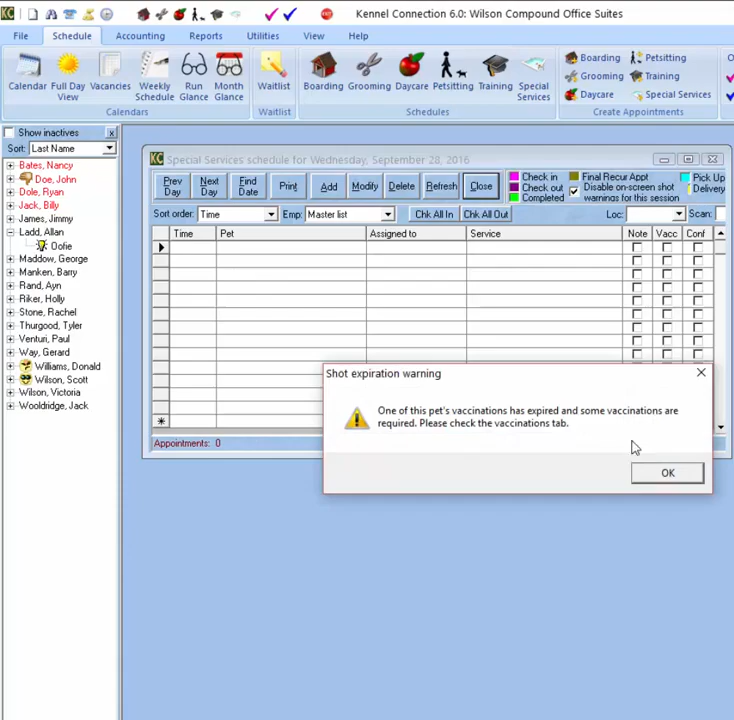 Kennel Connection 6.0: Wilson Compound Office Suites
File Schedule Accounting Reports Utilities View Help
Calendar Full Day View Vacancies Weekly Schedule Run Glance Month Glance
Calendars
Waitlist
Waitlist
Boarding Grooming Daycare Petsitting Training Special Services
Schedules
Boarding Petsitting
Grooming Training
Daycare Special Services
Create Appointments
Show inactives x
Sort: Last Name
Bates, Nancy
Doe, John
Dole, Ryan
Jack, Billy
James, Jimmy
Ladd, Allan
Oofie
Maddow, George
Manken, Barry
Rand, Ayn
Riker, Holly
Stone, Rachel
Thurgood, Tyler
Venturi, Paul
Way, Gerard
Williams, Donald
Wilson, Scott
Wilson, Victoria
Wooldridge, Jack
KC Special Services schedule for Wednesday, September 28, 2016
Prev Day Next Day Find Date Print Add Modify Delete Refresh Close
Check in
Check out
Completed
Final Recur Appt
Disable on-screen shot
warnings for this session
Pick Up
Delivery
Sort order: Time Emp: Master list Chk All In Chk All Out Loc: Scan:
Time Pet Assigned to Service Note Vacc Conf
Appointments: 0
Shot expiration warning
One of this pet's vaccinations has expired and some vaccinations are
required. Please check the vaccinations tab.
OK